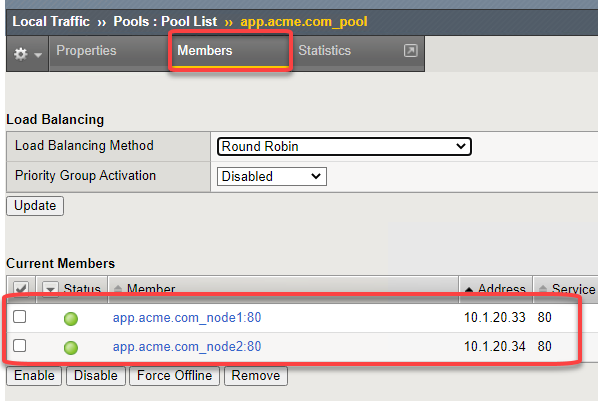 Local Traffic ›› Pools : Pool List ›› app.acme.com_pool
Properties Members Statistics
Load Balancing
Load Balancing Method Round Robin
Priority Group Activation Disabled
Update
Current Members
Status Member Address Service
app.acme.com_node1:80 10.1.20.33 80
app.acme.com_node2:80 10.1.20.34 80
Enable Disable Force Offline Remove